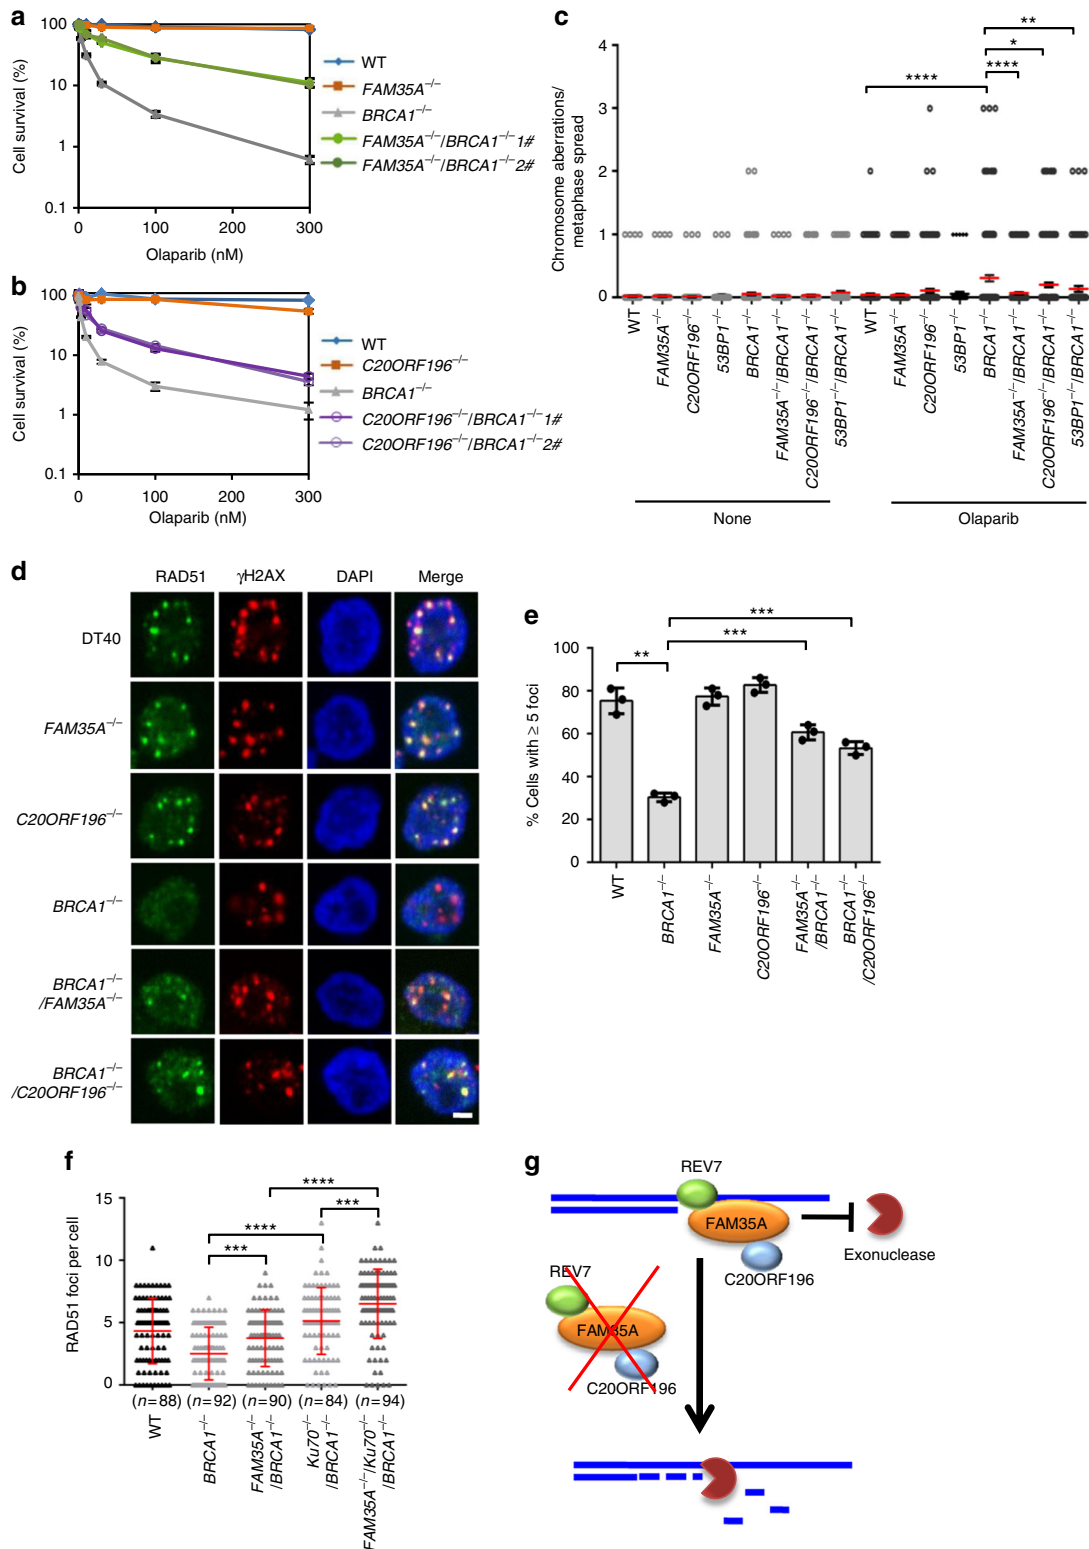 a
100
10
1
0.1
Cell survival (%)
0
100
200
300
Olaparib (nM)
WT
FAM35A−/−
BRCA1−/−
FAM35A−/−/BRCA1−/−1#
FAM35A−/−/BRCA1−/−2#
b
100
10
1
0.1
Cell survival (%)
0
100
200
300
Olaparib (nM)
WT
C20ORF196−/−
BRCA1−/−
C20ORF196−/−/BRCA1−/−1#
C20ORF196−/−/BRCA1−/−2#
c
Chromosome aberrations/
metaphase spread
4
3
2
1
0
****
****
*
**
WT
FAM35A−/−
C20ORF196−/−
53BP1−/−
BRCA1−/−
FAM35A−/−/BRCA1−/−
C20ORF196−/−/BRCA1−/−
53BP1−/−/BRCA1−/−
WT
FAM35A−/−
C20ORF196−/−
53BP1−/−
BRCA1−/−
FAM35A−/−/BRCA1−/−
C20ORF196−/−/BRCA1−/−
53BP1−/−/BRCA1−/−
None
Olaparib
d
RAD51
γH2AX
DAPI
Merge
DT40
FAM35A−/−
C20ORF196−/−
BRCA1−/−
BRCA1−/−
/FAM35A−/−
BRCA1−/−
/C20ORF196−/−
e
% Cells with ≥ 5 foci
100
80
60
40
20
0
**
***
***
WT
BRCA1−/−
FAM35A−/−
C20ORF196−/−
FAM35A−/−
/BRCA1−/−
BRCA1−/−
/C20ORF196−/−
f
RAD51 foci per cell
15
10
5
0
****
***
****
***
(n=88)
(n=92)
(n=90)
(n=84)
(n=94)
WT
BRCA1−/−
FAM35A−/−
/BRCA1−/−
Ku70−/−
/BRCA1−/−
FAM35A−/−/Ku70−/−
/BRCA1−/−
g
REV7
FAM35A
Exonuclease
C20ORF196
REV7
FAM35A
C20ORF196